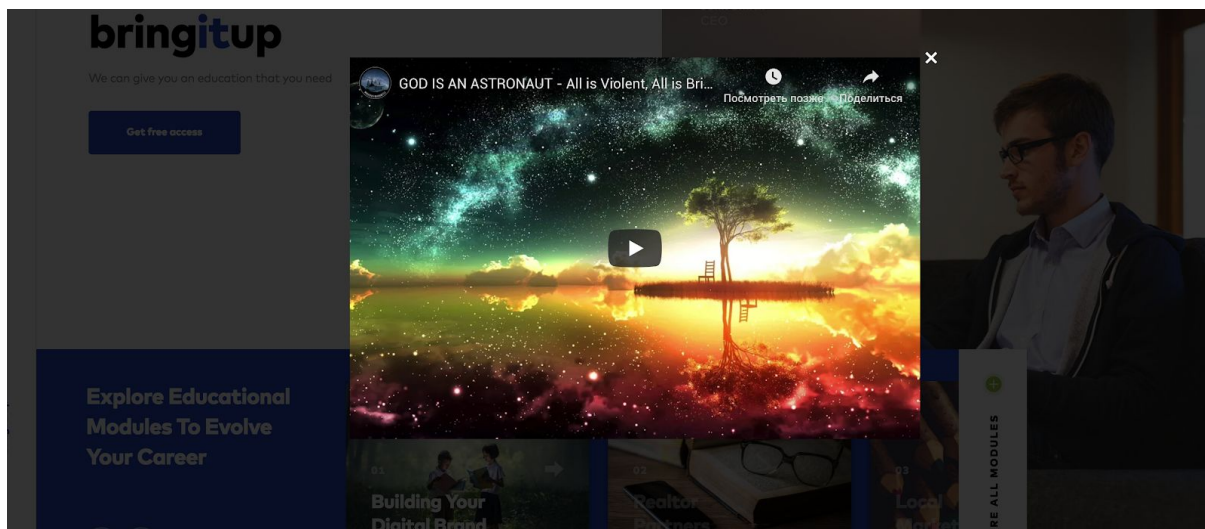 CEO
bringitup
We can give you an education that you need
Get free access
GOD IS AN ASTRONAUT - All is Violent, All is Bri...
Посмотреть позже
Поделиться
Explore Educational
Modules To Evolve
Your Career
01
Building Your
Digital Brand
02
Realtor
Partners
03
Local
Market
RE ALL MODULES